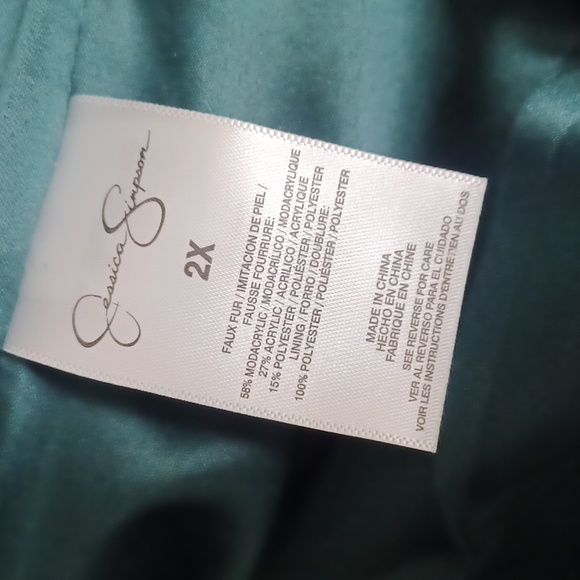 Jessica Simpson
2X
FAUX FUR / IMITACION DE PIEL /
FAUSSE FOURRURE:
58% MODACRYLIC / MODACRÍLICO / MODACRYLIQUE
27% ACRYLIC / ACRILICO / ACRYLIQUE
15% POLYESTER / POLIÉSTER / POLYESTER
LINING / FORRO / DOUBLURE:
100% POLYESTER / POLIÉSTER / POLYESTER
MADE IN CHINA
HECHO EN CHINA
FABRIQUE EN CHINE
SEE REVERSE FOR CARE
VER AL REVERSO PARA EL CUIDADO
VOIR LES INSTRUCTIONS D'ENTRETIEN AU DOS